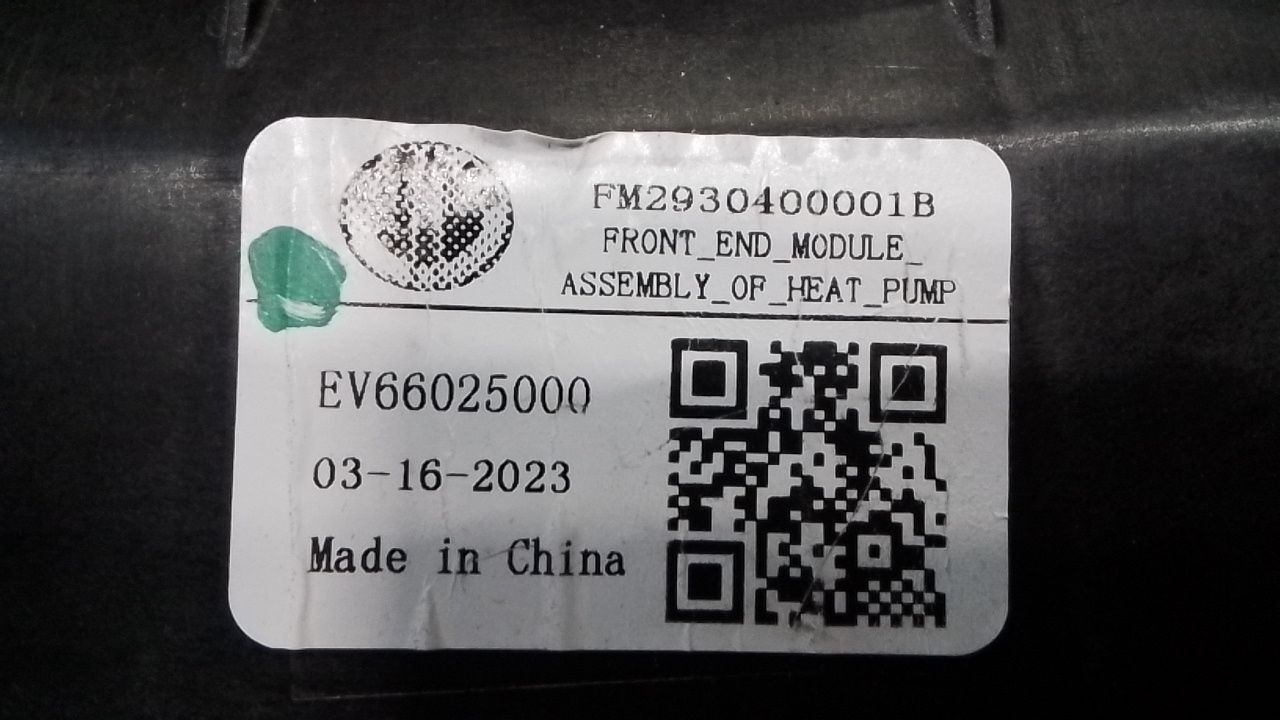 FM2930400001B
FRONT_END_MODULE_
ASSEMBLY_OF_HEAT_PUMP
EV66025000
03-16-2023
Made in China